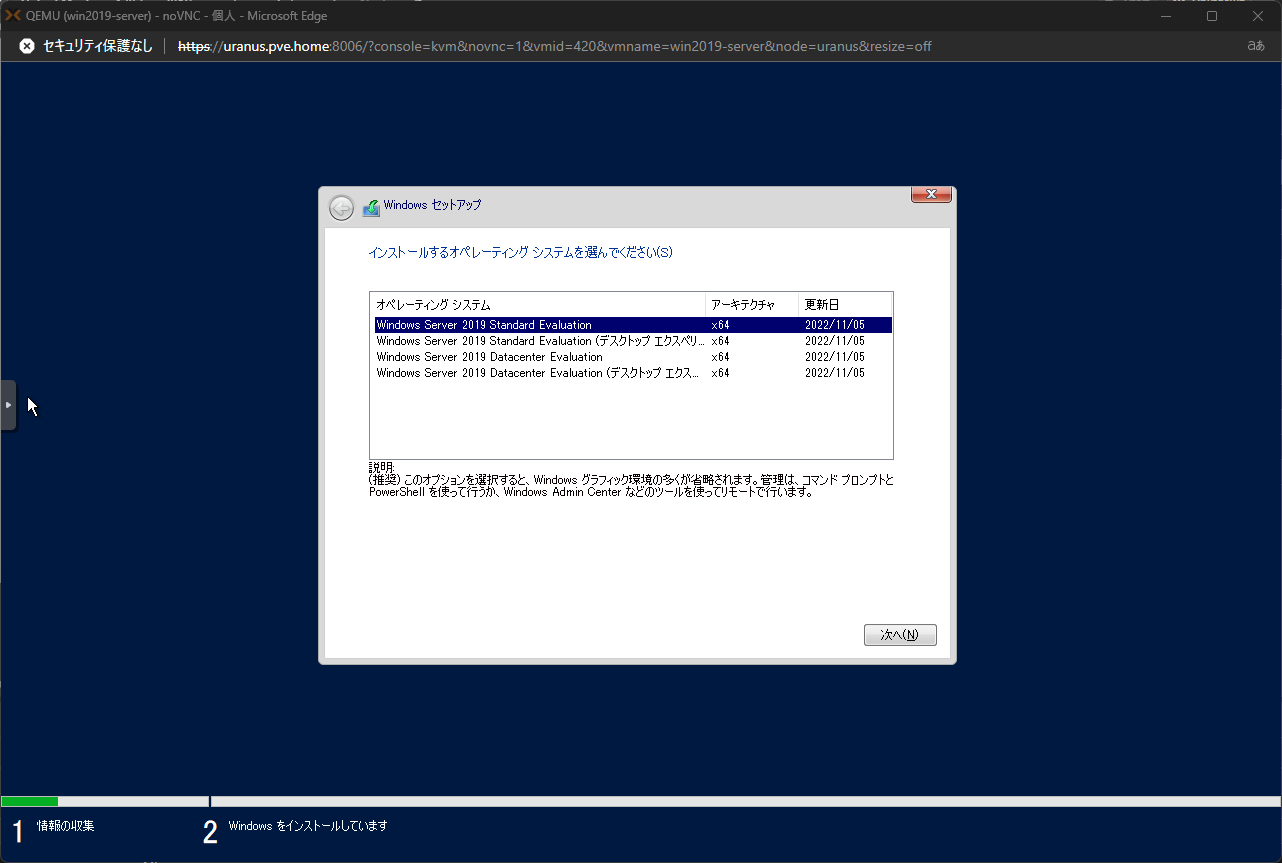 QEMU (win2019-server) - noVNC - 個人 - Microsoft Edge
セキュリティ保護なし https://uranus.pve.home:8006/?console=kvm&novnc=1&vmid=420&vmname=win2019-server&node=uranus&resize=off aあ
Windows セットアップ
インストールするオペレーティング システムを選んでください(S)
オペレーティング システム アーキテクチャ 更新日
Windows Server 2019 Standard Evaluation x64 2022/11/05
Windows Server 2019 Standard Evaluation (デスクトップ エクスペリ... x64 2022/11/05
Windows Server 2019 Datacenter Evaluation x64 2022/11/05
Windows Server 2019 Datacenter Evaluation (デスクトップ エクス... x64 2022/11/05
説明:
(推奨) このオプションを選択すると、Windows グラフィック環境の多くが省略されます。管理は、コマンド プロンプトと
PowerShell を使って行うか、Windows Admin Center などのツールを使ってリモートで行います。
次へ(N)
1 情報の収集 2 Windows をインストールしています